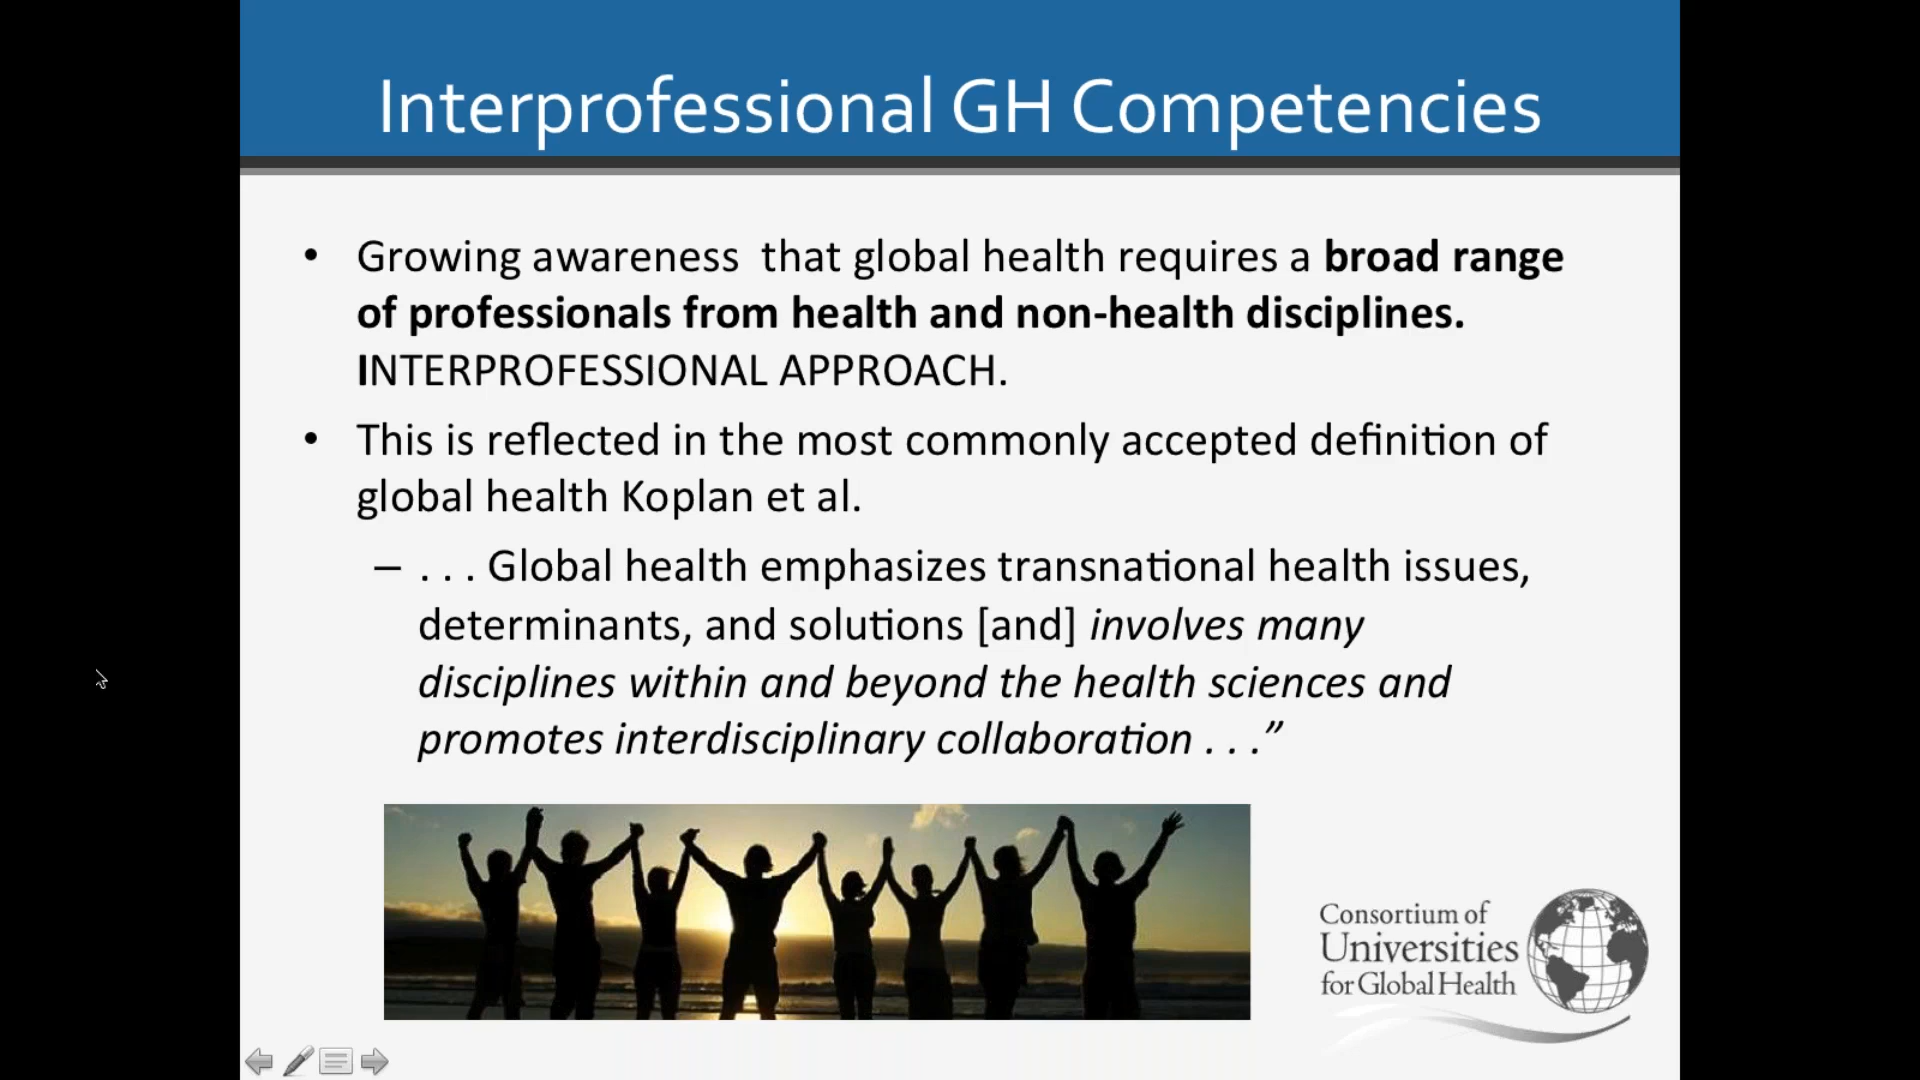 Interprofessional GH Competencies
• Growing awareness  that global health requires a broad range
of professionals from health and non-health disciplines.
INTERPROFESSIONAL APPROACH.
• This is reflected in the most commonly accepted definition of
global health Koplan et al.
– . . . Global health emphasizes transnational health issues,
determinants, and solutions [and] involves many
disciplines within and beyond the health sciences and
promotes interdisciplinary collaboration . . .”
Consortium of
Universities
for Global Health